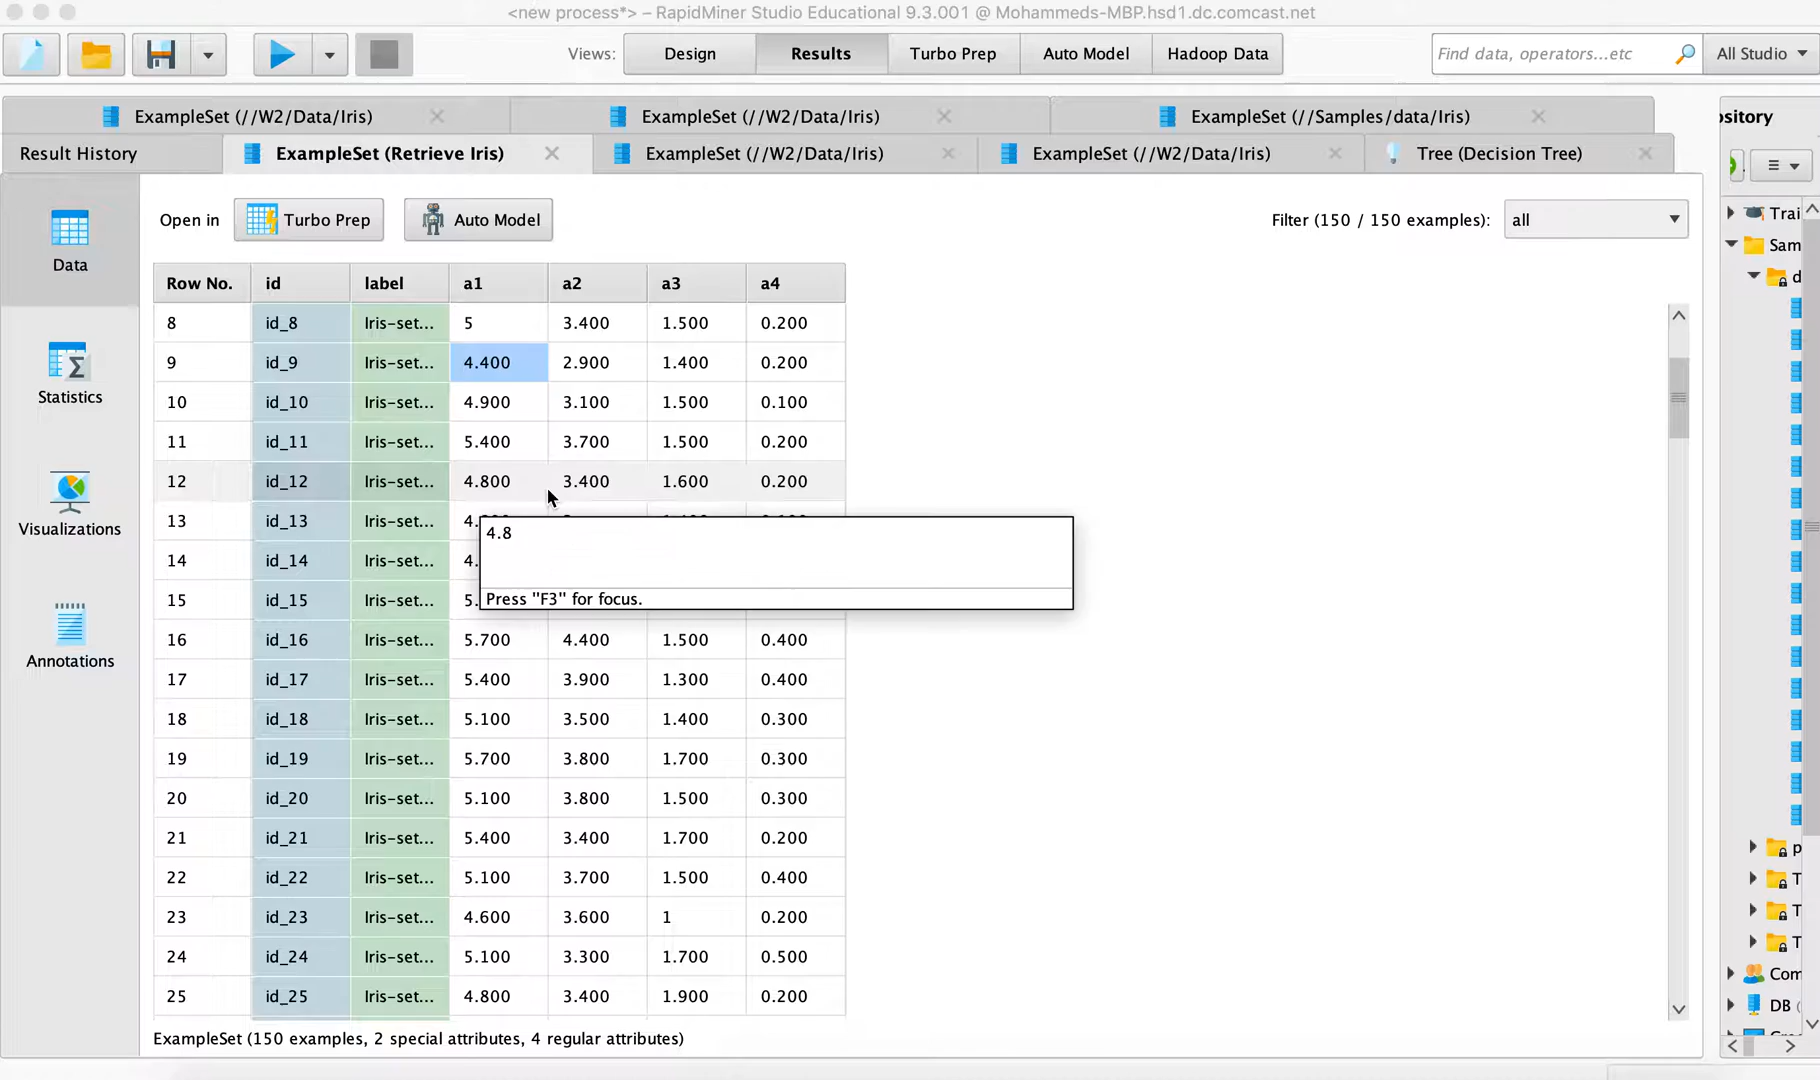 <new process*> – RapidMiner Studio Educational 9.3.001 @ Mohammeds-MBP.hsd1.dc.comcast.net
Views: Design Results Turbo Prep Auto Model Hadoop Data Find data, operators...etc All Studio
ExampleSet (//W2/Data/Iris) ExampleSet (//W2/Data/Iris) ExampleSet (//Samples/data/Iris) ository
Result History ExampleSet (Retrieve Iris) ExampleSet (//W2/Data/Iris) ExampleSet (//W2/Data/Iris) Tree (Decision Tree)
Open in Turbo Prep Auto Model Filter (150 / 150 examples): all
Data
Statistics
Visualizations
Annotations
Row No. id label a1 a2 a3 a4
8 id_8 Iris-set... 5 3.400 1.500 0.200
9 id_9 Iris-set... 4.400 2.900 1.400 0.200
10 id_10 Iris-set... 4.900 3.100 1.500 0.100
11 id_11 Iris-set... 5.400 3.700 1.500 0.200
12 id_12 Iris-set... 4.800 3.400 1.600 0.200
13 id_13 Iris-set... 4.
14 id_14 Iris-set... 4.
15 id_15 Iris-set... 5.
4.8
Press "F3" for focus.
16 id_16 Iris-set... 5.700 4.400 1.500 0.400
17 id_17 Iris-set... 5.400 3.900 1.300 0.400
18 id_18 Iris-set... 5.100 3.500 1.400 0.300
19 id_19 Iris-set... 5.700 3.800 1.700 0.300
20 id_20 Iris-set... 5.100 3.800 1.500 0.300
21 id_21 Iris-set... 5.400 3.400 1.700 0.200
22 id_22 Iris-set... 5.100 3.700 1.500 0.400
23 id_23 Iris-set... 4.600 3.600 1 0.200
24 id_24 Iris-set... 5.100 3.300 1.700 0.500
25 id_25 Iris-set... 4.800 3.400 1.900 0.200
ExampleSet (150 examples, 2 special attributes, 4 regular attributes)
Trai
Sam
d
p
T
T
T
Com
DB (